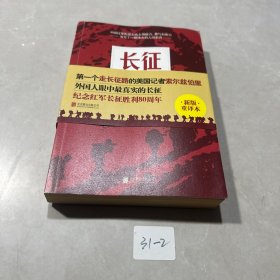 长征
第一个走长征路的美国记者索尔兹伯里
外国人眼中最真实的长征
纪念红军长征胜利80周年
新版·
重译本
31-2